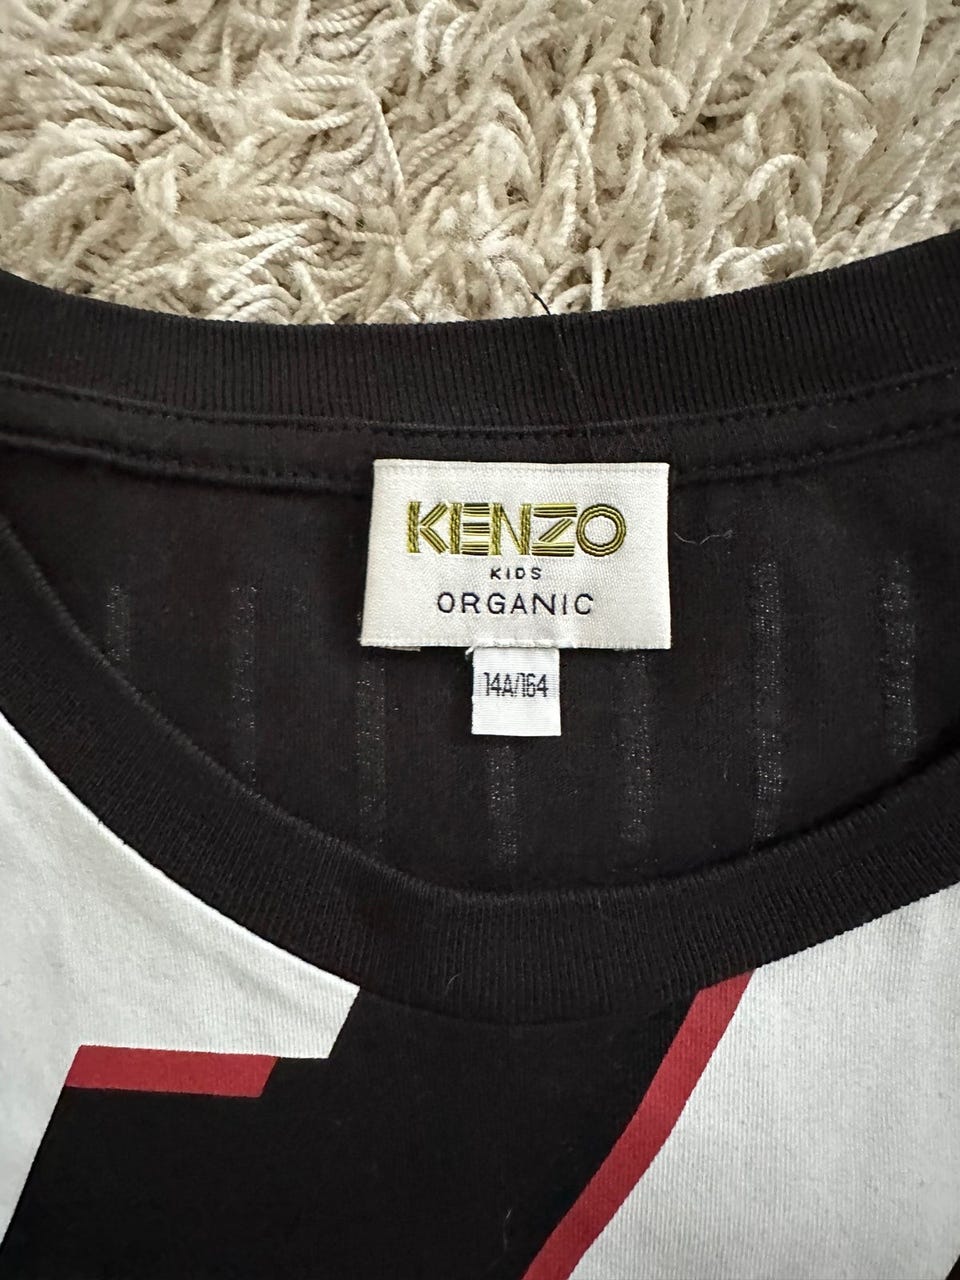 KENZO
KIDS
ORGANIC
14A/164